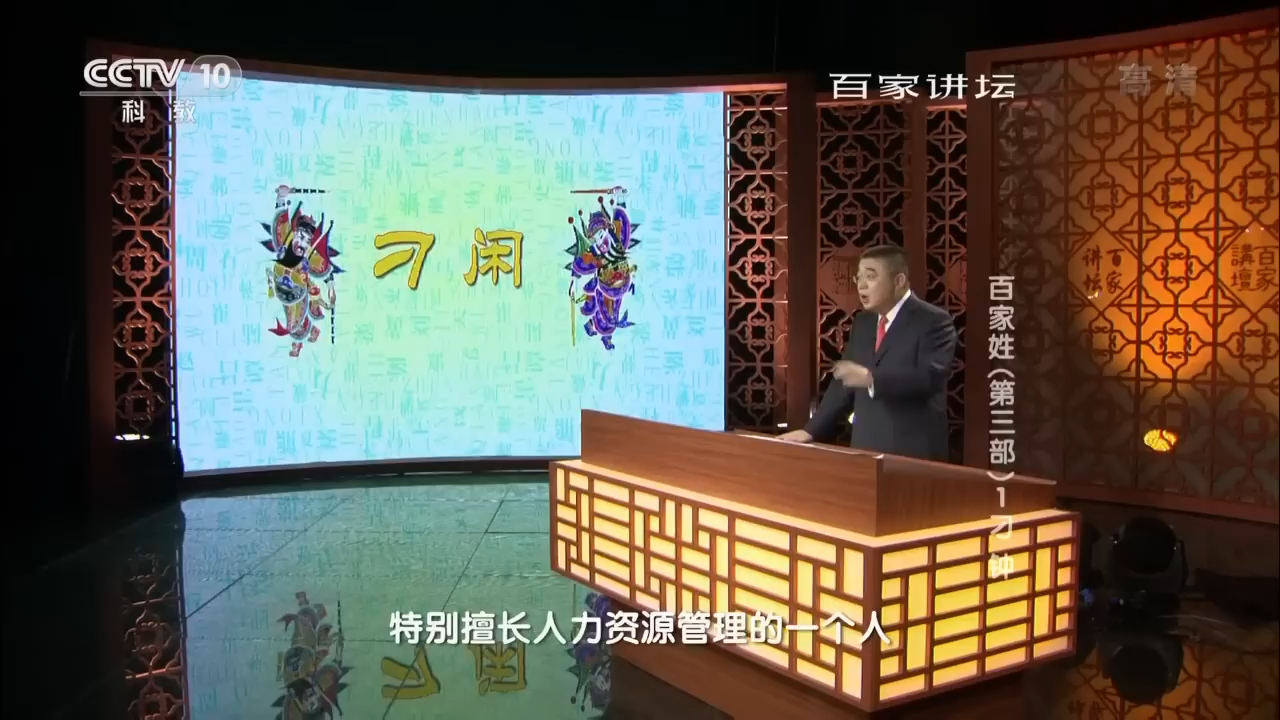 CCTV 10
科教
百家讲坛
高清
刁闲
百家讲坛
百家講壇
百家姓(第三部)1刁 钟
特别擅长人力资源管理的一个人